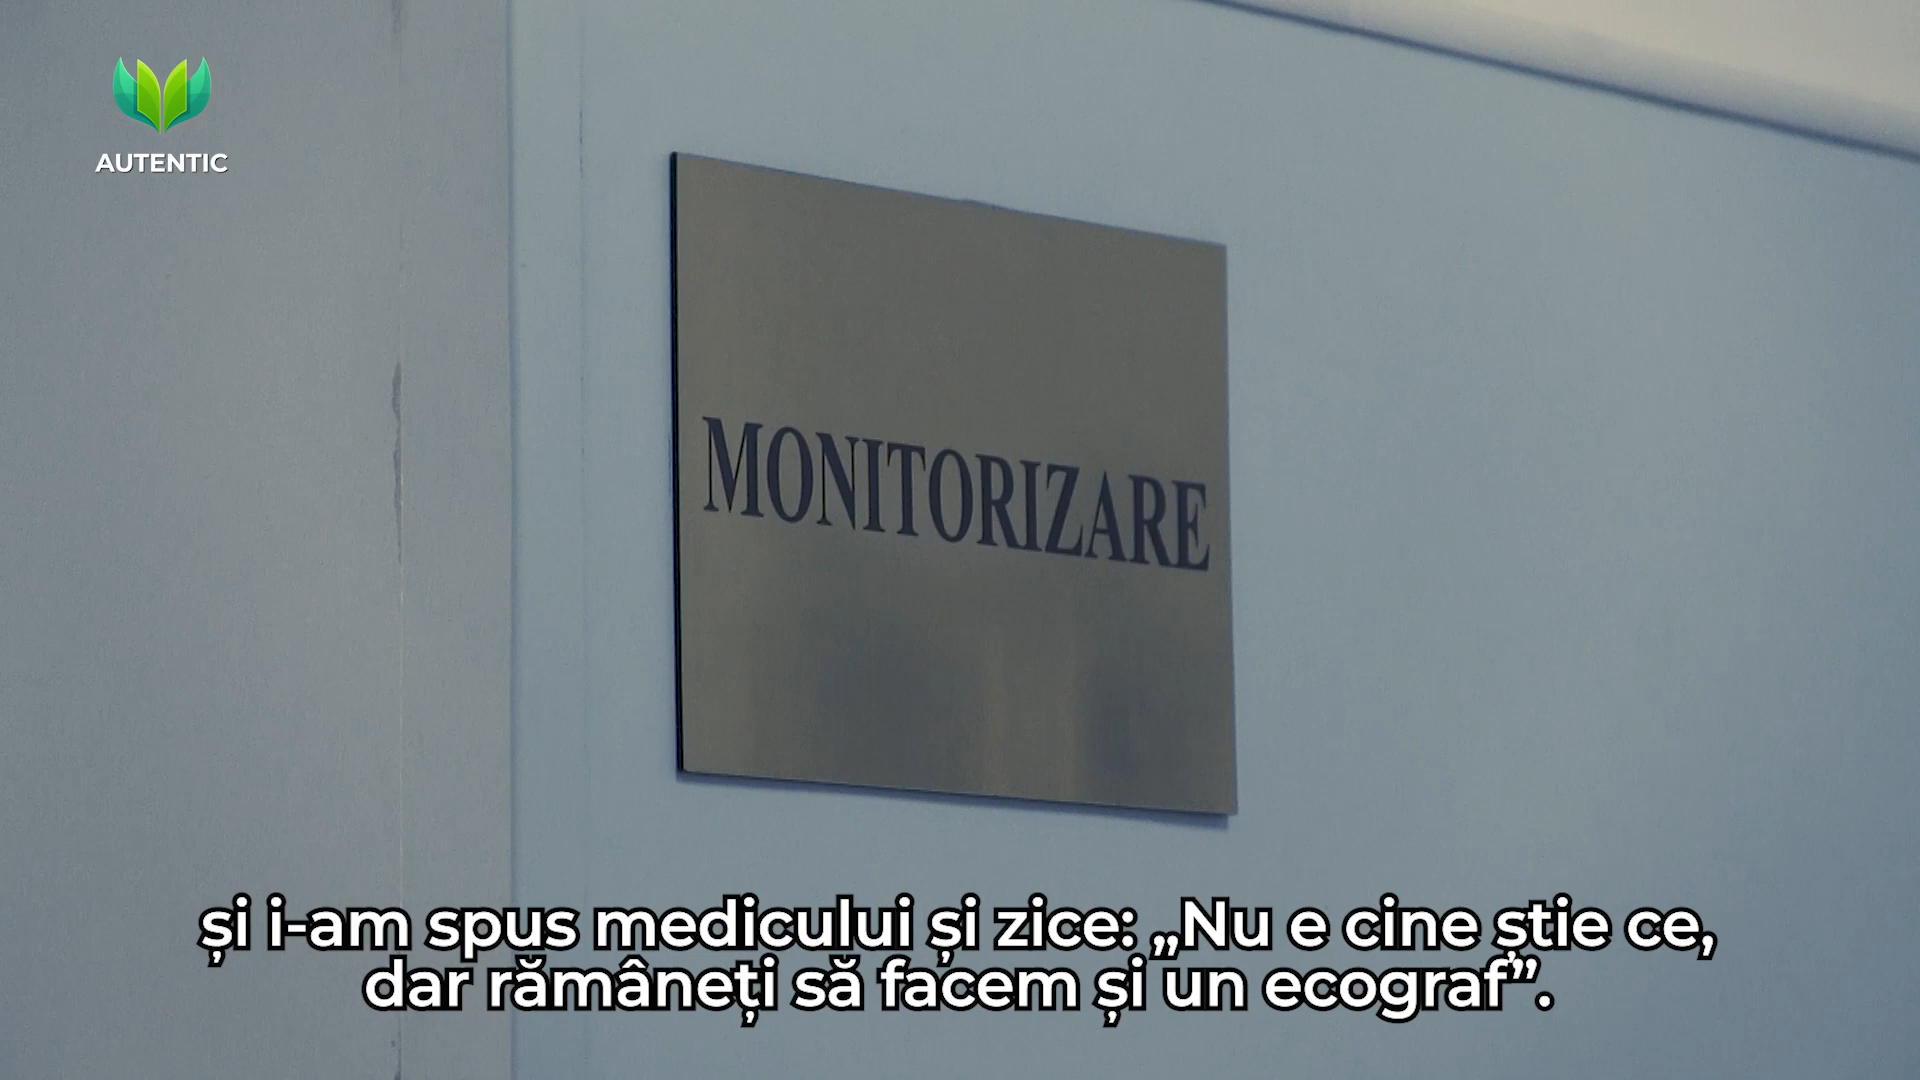 AUTENTIC
MONITORIZARE
și i-am spus medicului și zice: „Nu e cine știe ce,
dar rămâneți să facem și un ecograf”.